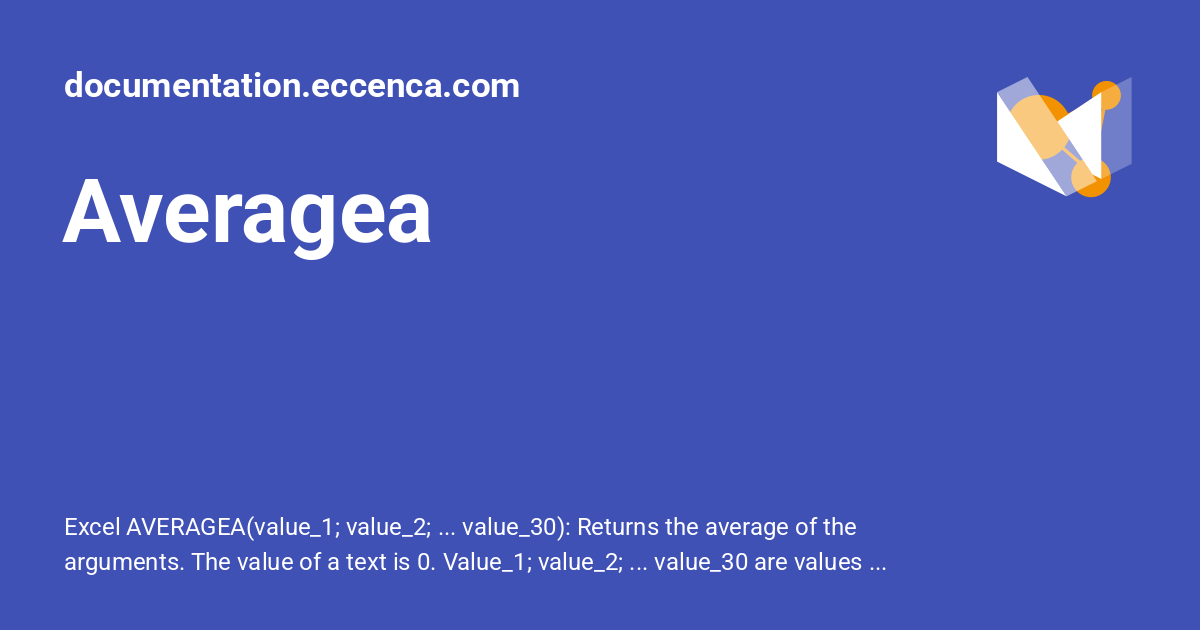 documentation.eccenca.com
Averagea
Excel AVERAGEA(value_1; value_2; ... value_30): Returns the average of the
arguments. The value of a text is 0. Value_1; value_2; ... value_30 are values ...